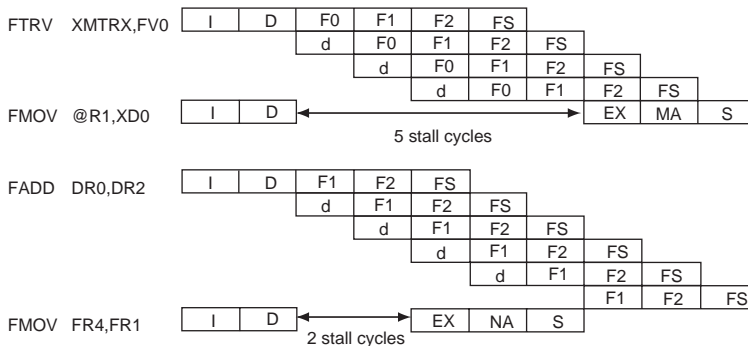 FTRV XMTRX,FV0 I D F0 F1 F2 FS
d F0 F1 F2 FS
d F0 F1 F2 FS
d F0 F1 F2 FS
FMOV @R1,XD0 I D EX MA S
5 stall cycles
FADD DR0,DR2 I D F1 F2 FS
d F1 F2 FS
d F1 F2 FS
d F1 F2 FS
d F1 F2 FS
F1 F2 FS
FMOV FR4,FR1 I D EX NA S
2 stall cycles